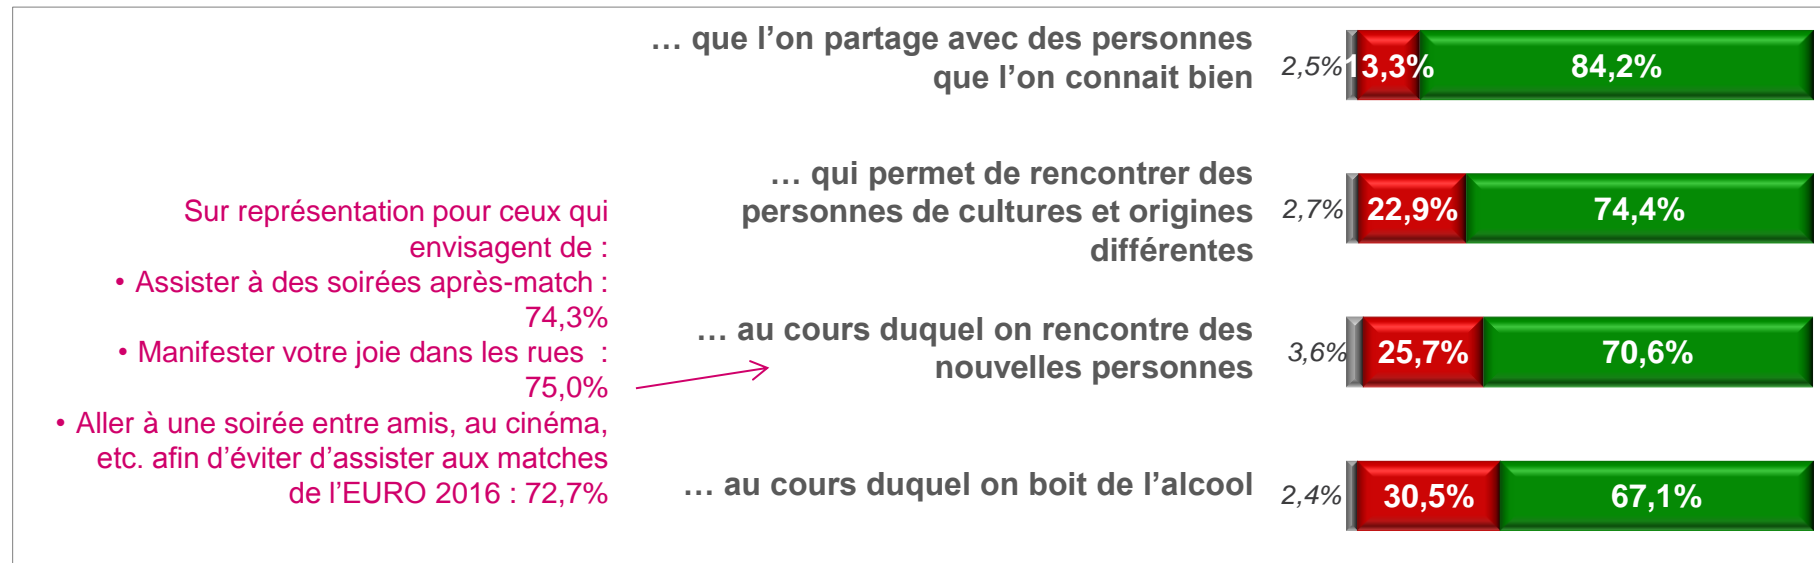 … que l’on partage avec des personnes
que l’on connait bien
2,5%
13,3%
84,2%
… qui permet de rencontrer des
personnes de cultures et origines
différentes
2,7%
22,9%
74,4%
Sur représentation pour ceux qui
envisagent de :
• Assister à des soirées après-match :
74,3%
• Manifester votre joie dans les rues :
75,0%
• Aller à une soirée entre amis, au cinéma,
etc. afin d’éviter d’assister aux matches
de l’EURO 2016 : 72,7%
… au cours duquel on rencontre des
nouvelles personnes
3,6%
25,7%
70,6%
… au cours duquel on boit de l’alcool
2,4%
30,5%
67,1%